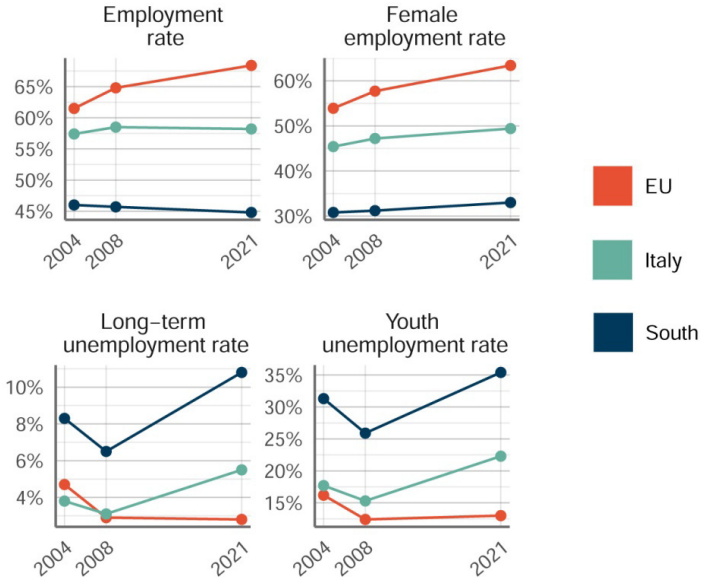 Employment
rate
65%
60%
55%
50%
45%
2004
2008
2021
Female
employment rate
60%
50%
40%
30%
2004
2008
2021
EU
Italy
South
Long–term
unemployment rate
10%
8%
6%
4%
2004
2008
2021
Youth
unemployment rate
35%
30%
25%
20%
15%
2004
2008
2021